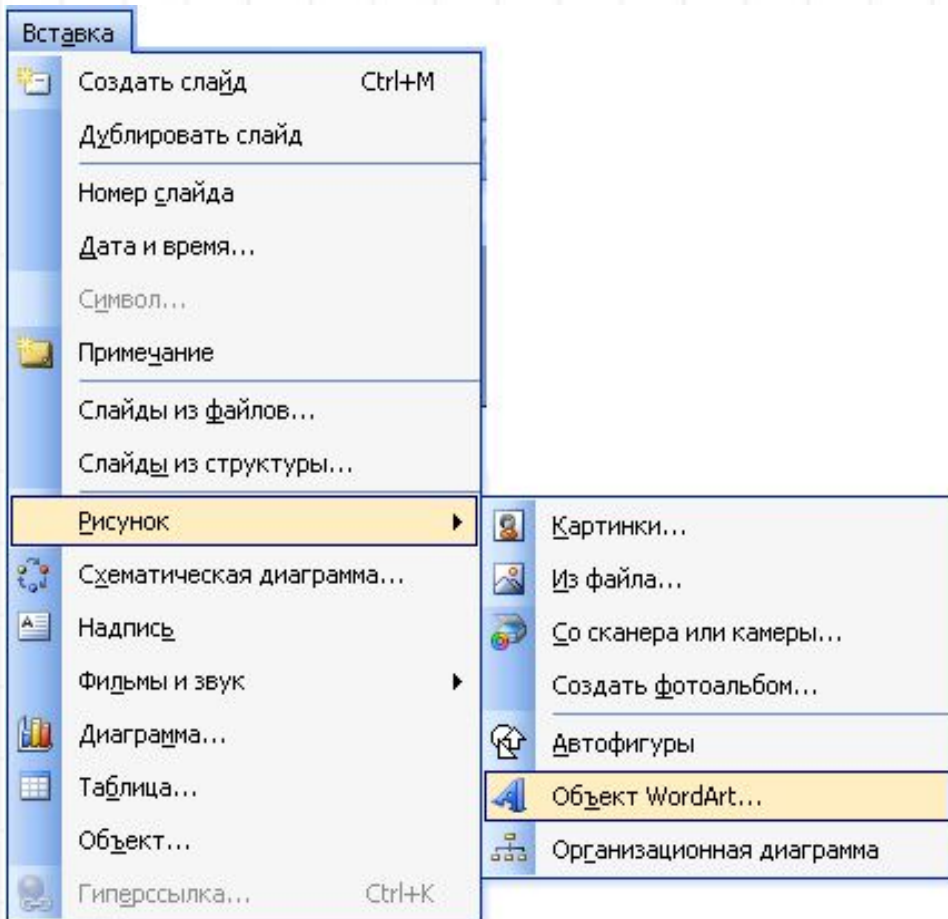 Вставка
Создать слайд Ctrl+M
Дублировать слайд
Номер слайда
Дата и время...
Символ...
Примечание
Слайды из файлов...
Слайды из структуры...
Рисунок
Схематическая диаграмма...
Надпись
Фильмы и звук
Диаграмма...
Таблица...
Объект...
Гиперссылка... Ctrl+K
Картинки...
Из файла...
Со сканера или камеры...
Создать фотоальбом...
Автофигуры
Объект WordArt...
Организационная диаграмма